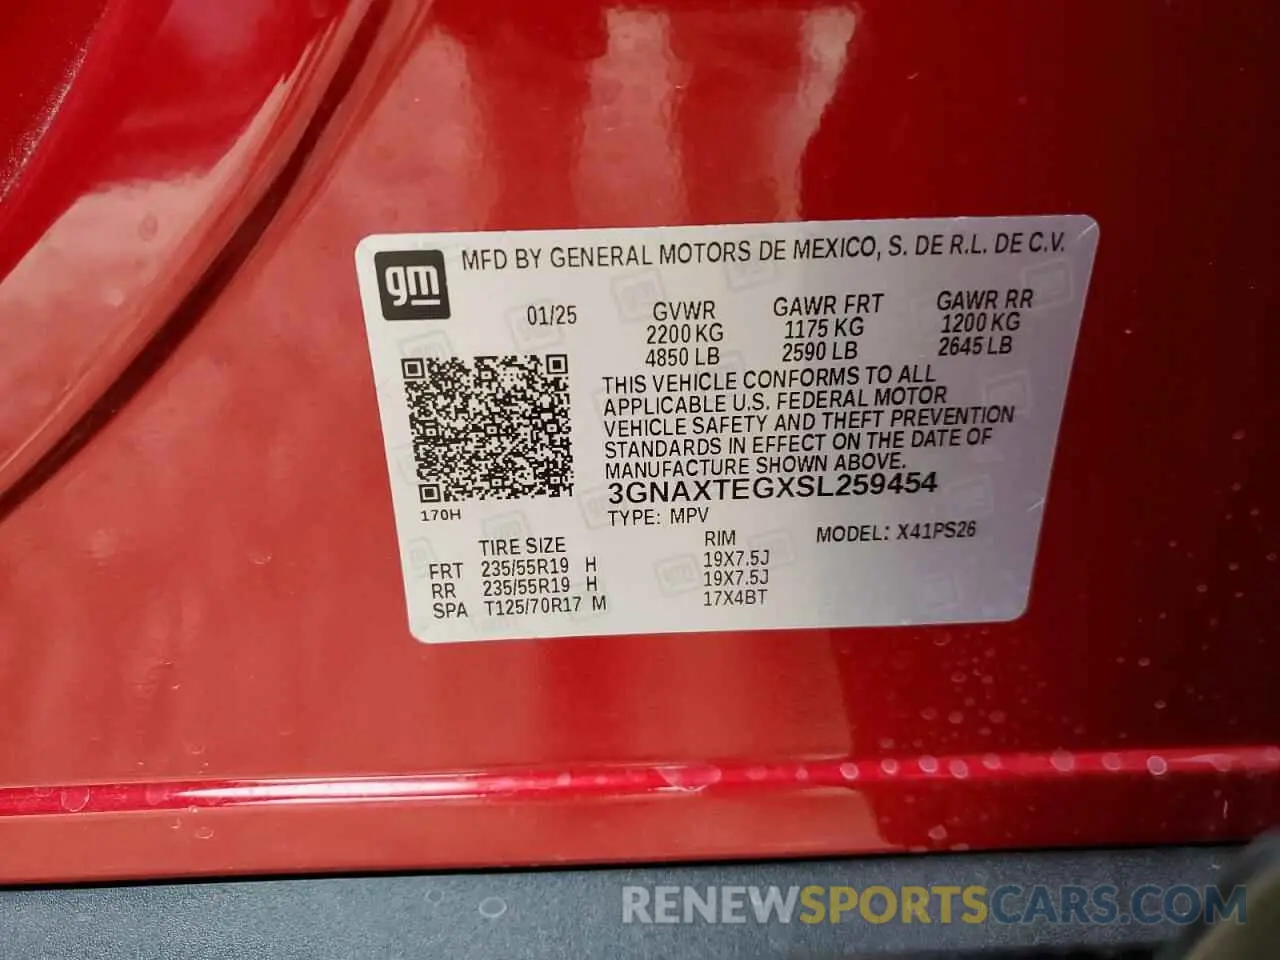 gm
MFD BY GENERAL MOTORS DE MEXICO, S. DE R.L. DE C.V.
01/25 GVWR GAWR FRT GAWR RR
2200 KG 1175 KG 1200 KG
4850 LB 2590 LB 2645 LB
THIS VEHICLE CONFORMS TO ALL
APPLICABLE U.S. FEDERAL MOTOR
VEHICLE SAFETY AND THEFT PREVENTION
STANDARDS IN EFFECT ON THE DATE OF
MANUFACTURE SHOWN ABOVE.
3GNAXTEGXSL259454
170H
TYPE: MPV
MODEL: X41PS26
TIRE SIZE RIM
FRT 235/55R19 H 19X7.5J
RR 235/55R19 H 19X7.5J
SPA T125/70R17 M 17X4BT
RENEWSPORTSCARS.COM